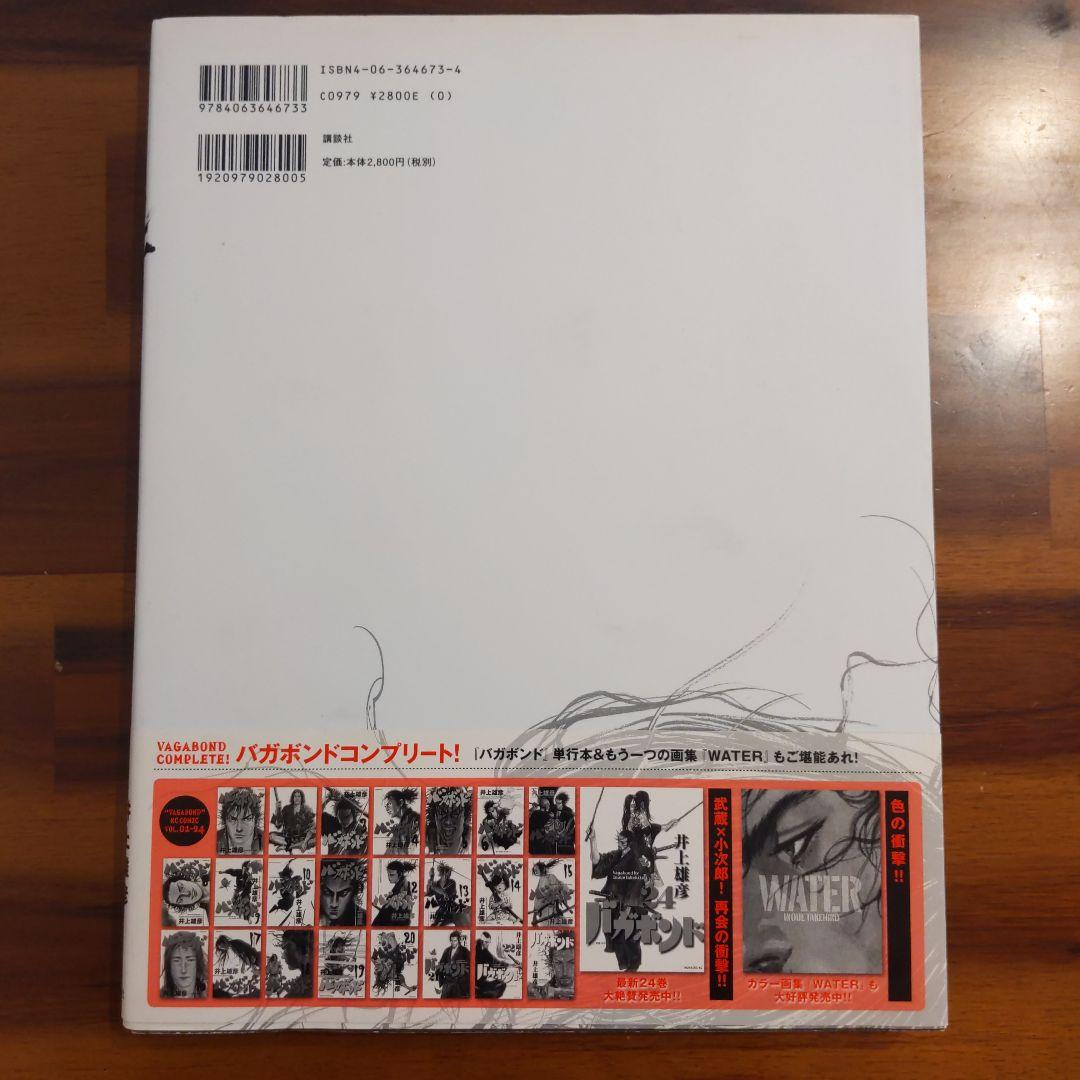 ISBN4-06-364673-4
C0979 ¥2800E (0)
9784063646733
講談社
定価:本体2,800円(税別)
1920979028005
VAGABOND
COMPLETE!
バガボンドコンプリート!
『バガボンド』単行本&もう一つの画集『WATER』もご堪能あれ!
"VAGABOND"
KC COMIC
VOL. 01-24
井上雄彦
バガボンド
24
武蔵×小次郎! 再会の衝撃!!
最新24巻
大絶賛発売中!!
WATER
INOUE TAKEHIKO
色の衝撃!!
カラー画集『WATER』も
大好評発売中!!